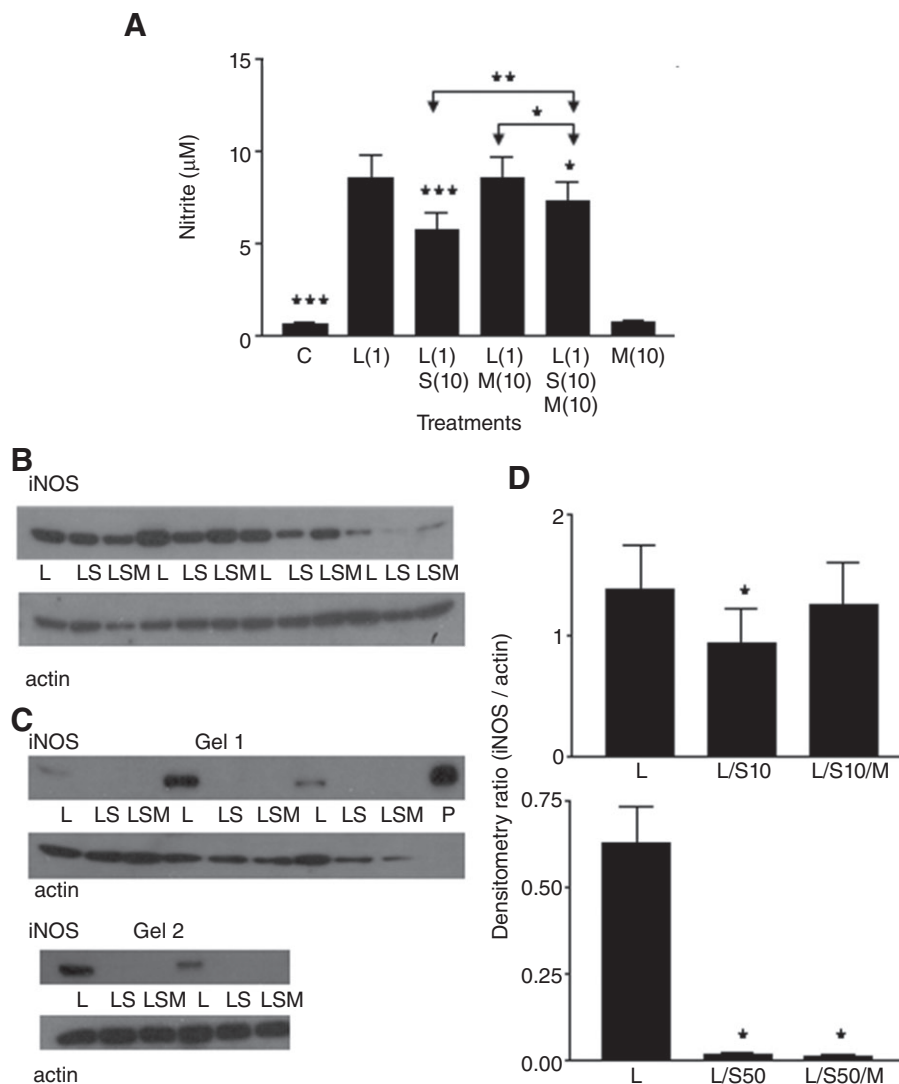 A
15
10
5
0
Nitrite (μM)
★★
★
★★★
★★★
★
C L(1) L(1) L(1) L(1) M(10)
S(10) M(10) S(10)
M(10)
Treatments
B
iNOS
L LS LSM L LS LSM L LS LSM L LS LSM
actin
C
iNOS Gel 1
L LS LSM L LS LSM L LS LSM P
actin
iNOS Gel 2
L LS LSM L LS LSM
actin
D
Densitometry ratio (iNOS / actin)
2
1
0
★
L L/S10 L/S10/M
0.75
0.50
0.25
0.00
★ ★
L L/S50 L/S50/M